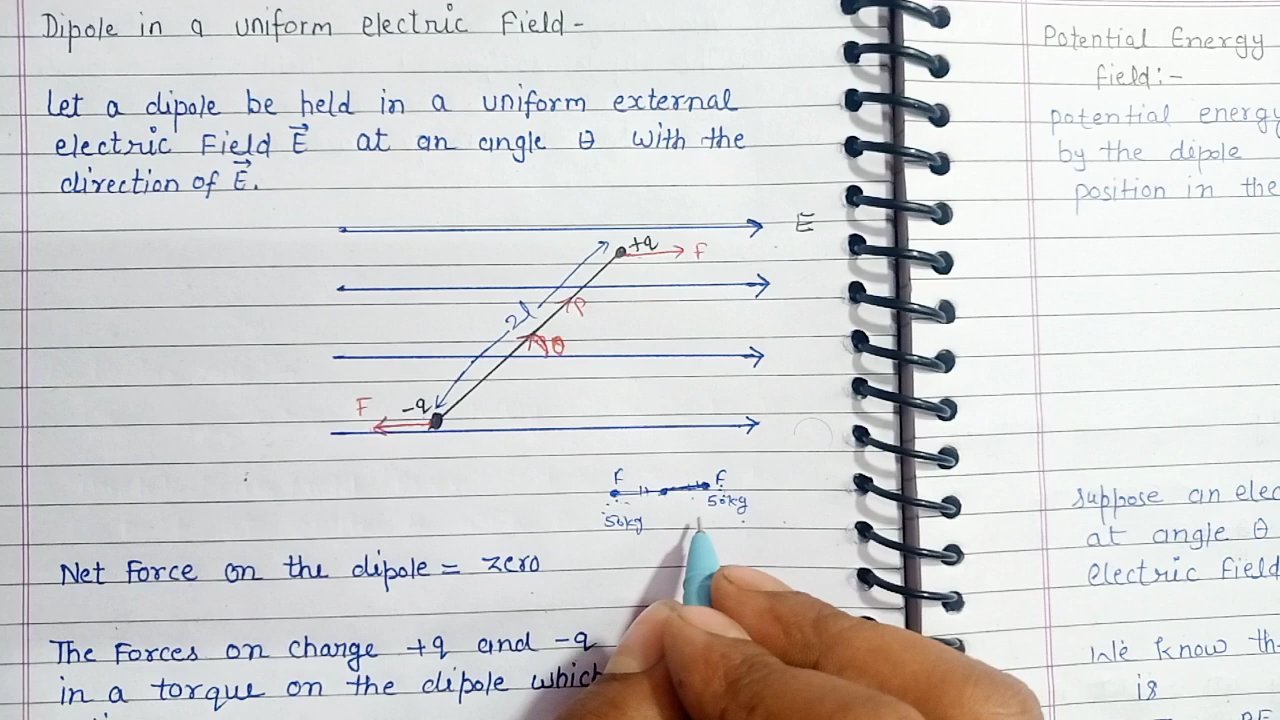 Dipole in a uniform electric Field -
Let a dipole be held in a uniform external
electric Field E⃗ at an angle θ with the
direction of E⃗.
E⃗
+q
F
2l
P
θ
F
-q
F
F
50kg
50kg
Net Force on the dipole = zero
The Forces on charge +q and -q
in a torque on the dipole which
Potential Energy
field:-
potential energy
by the dipole
position in the
suppose an elec
at angle θ
electric field
We know th
is
PE